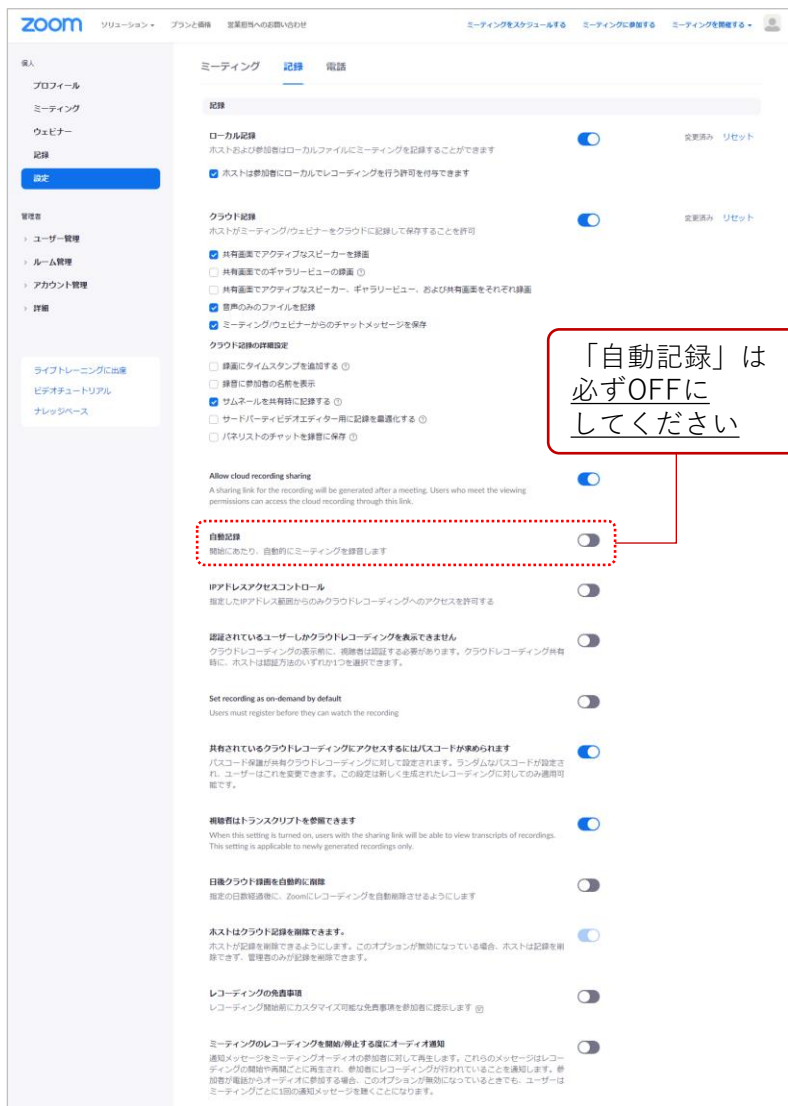 zoom ソリューション プランと価格 営業担当へのお問い合わせ ミーティングをスケジュールする ミーティングに参加する ミーティングを開催する
個人
プロフィール
ミーティング
ウェビナー
記録
設定
管理者
ユーザー管理
ルーム管理
アカウント管理
詳細
ライブトレーニングに出席
ビデオチュートリアル
ナレッジベース
ミーティング 記録 電話
記録
ローカル記録 変更済み リセット
ホストおよび参加者はローカルファイルにミーティングを記録することができます
ホストは参加者にローカルでレコーディングを行う許可を付与できます
クラウド記録 変更済み リセット
ホストがミーティング/ウェビナーをクラウドに記録して保存することを許可
共有画面でアクティブなスピーカーを録画
共有画面でのギャラリービューの録画
共有画面でアクティブなスピーカー、ギャラリービュー、および共有画面をそれぞれ録画
音声のみのファイルを記録
ミーティング/ウェビナーからのチャットメッセージを保存
クラウド記録の詳細設定
録画にタイムスタンプを追加する
録音に参加者の名前を表示
サムネールを共有時に記録する
サードパーティビデオエディター用に記録を最適化する
パネリストのチャットを録音に保存
「自動記録」は
必ずOFFに
してください
Allow cloud recording sharing
A sharing link for the recording will be generated after a meeting. Users who meet the viewing
permissions can access the cloud recording through this link.
自動記録
開始にあたり、自動的にミーティングを録音します
IPアドレスアクセスコントロール
指定したIPアドレス範囲からのみクラウドレコーディングへのアクセスを許可する
認証されているユーザーしかクラウドレコーディングを表示できません
クラウドレコーディングの表示前に、視聴者は認証する必要があります。クラウドレコーディング共有
時に、ホストは認証方法のいずれか1つを選択できます。
Set recording as on-demand by default
Users must register before they can watch the recording
共有されているクラウドレコーディングにアクセスするにはパスコードが求められます
パスコード保護が共有クラウドレコーディングに対して設定されます。ランダムなパスコードが設定さ
れ、ユーザーはこれを変更できます。この設定は新しく生成されたレコーディングに対してのみ適用可
能です。
視聴者はトランスクリプトを参照できます
When this setting is turned on, users with the sharing link will be able to view transcripts of recordings.
This setting is applicable to newly generated recordings only.
日後クラウド録画を自動的に削除
指定の日数経過後に、Zoomにレコーディングを自動削除させるようにします
ホストはクラウド記録を削除できます。
ホストが記録を削除できるようにします。このオプションが無効になっている場合、ホストは記録を削
除できず、管理者のみが記録を削除できます。
レコーディングの免責事項
レコーディング開始前にカスタマイズ可能な免責事項を参加者に提示します
ミーティングのレコーディングを開始/停止する度にオーディオ通知
通知メッセージをミーティングオーディオの参加者に対して再生します。これらのメッセージはレコー
ディングの開始や再開ごとに再生され、参加者にレコーディングが行われていることを通知します。参
加者が電話からオーディオに参加する場合、このオプションが無効になっているときでも、ユーザーは
ミーティングごとに1回の通知メッセージを聴くことになります。